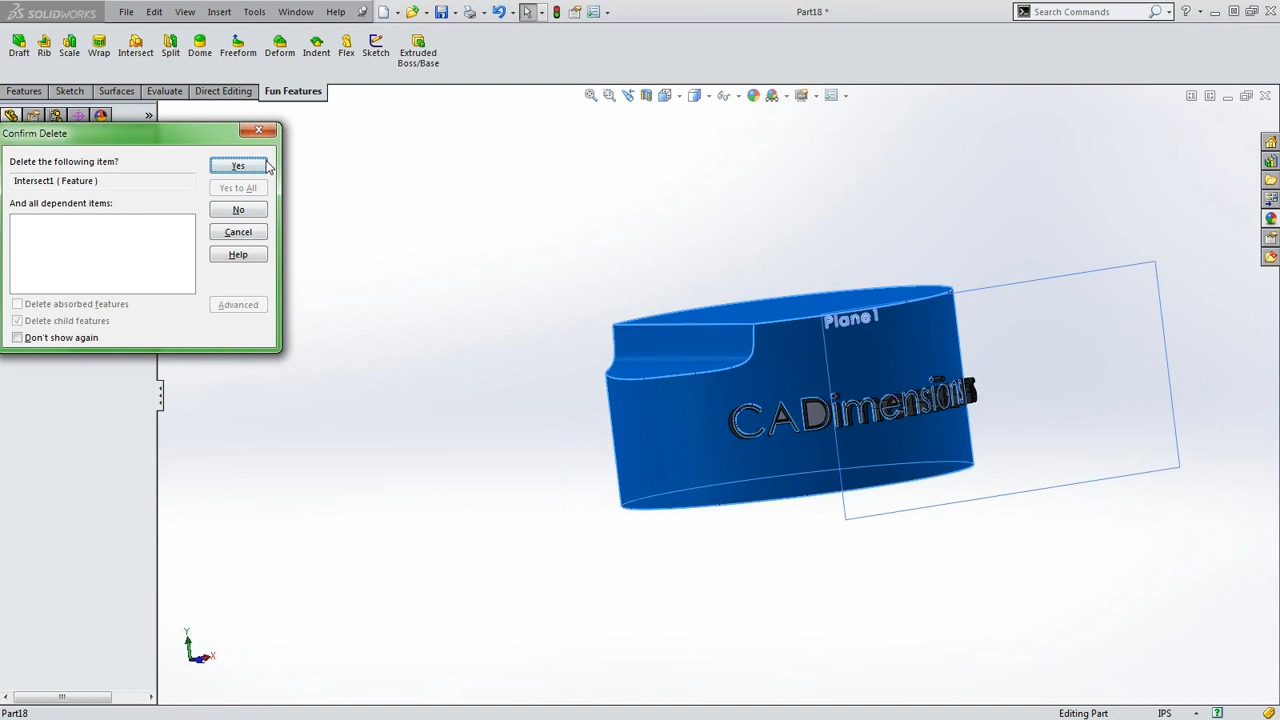 SOLIDWORKS
File Edit View Insert Tools Window Help
Part18 *
Search Commands
Draft Rib Scale Wrap Intersect Split Dome Freeform Deform Indent Flex Sketch Extruded
Boss/Base
Features Sketch Surfaces Evaluate Direct Editing Fun Features
Confirm Delete
Delete the following item?
Yes
Intersect1 ( Feature )
Yes to All
And all dependent items:
No
Cancel
Help
Delete absorbed features
Advanced
Delete child features
Don't show again
Plane1
CADimensions
Y
X
Part18
Editing Part
IPS